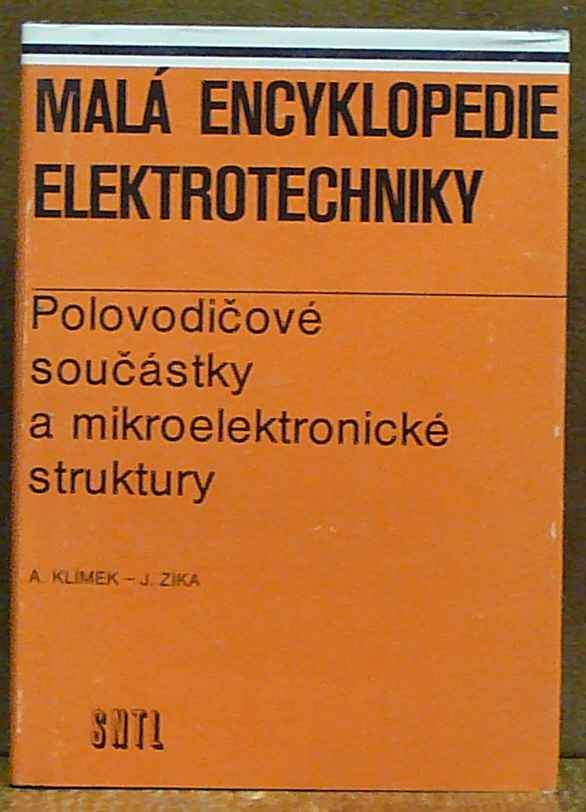 MALÁ ENCYKLOPEDIE
ELEKTROTECHNIKY
Polovodičové
součástky
a mikroelektronické
struktury
A. KLÍMEK – J. ZÍKA
SNTL